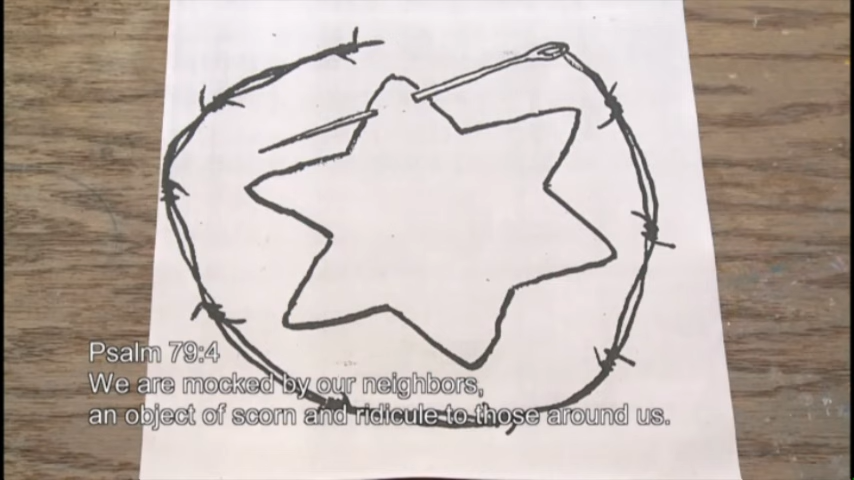 Psalm 79:4
We are mocked by our neighbors,
an object of scorn and ridicule to those around us.